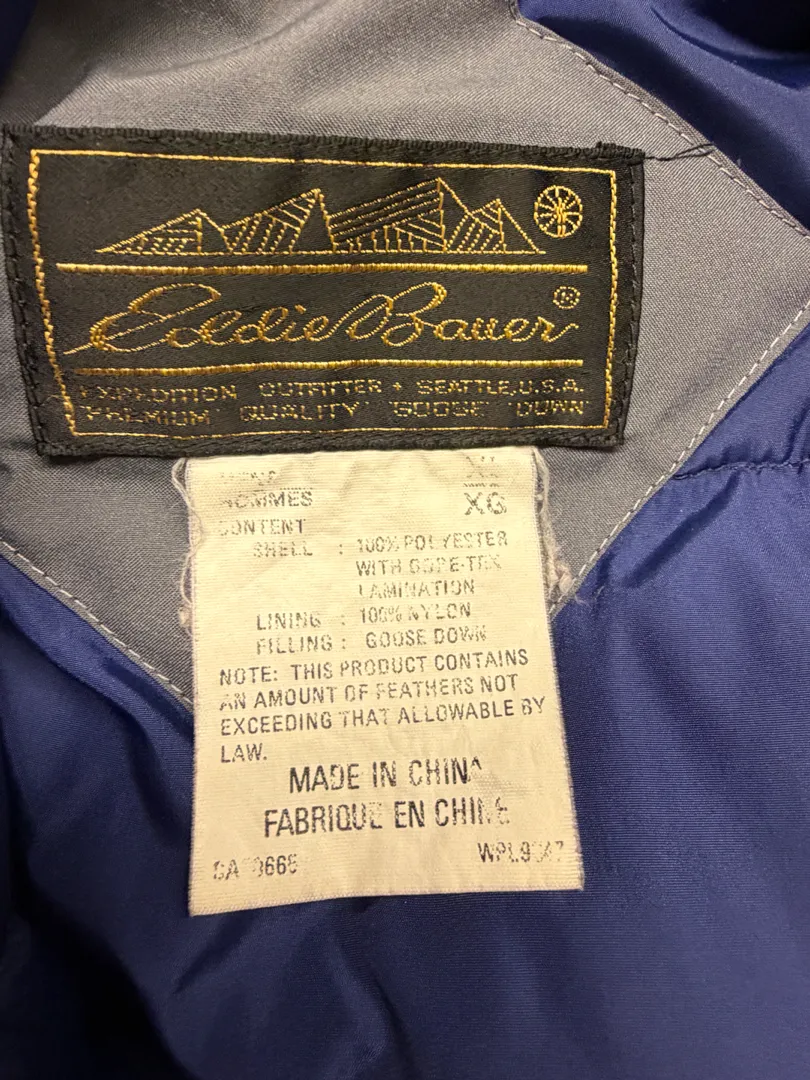 Eddie Bauer ®
EXPEDITION OUTFITTER • SEATTLE, U.S.A.
PREMIUM QUALITY GOOSE DOWN
HOMMES XG
CONTENT
SHELL : 100% POLYESTER
WITH GORE-TEX
LAMINATION
LINING : 100% NYLON
FILLING : GOOSE DOWN
NOTE: THIS PRODUCT CONTAINS
AN AMOUNT OF FEATHERS NOT
EXCEEDING THAT ALLOWABLE BY
LAW.
MADE IN CHINA
FABRIQUE EN CHINE